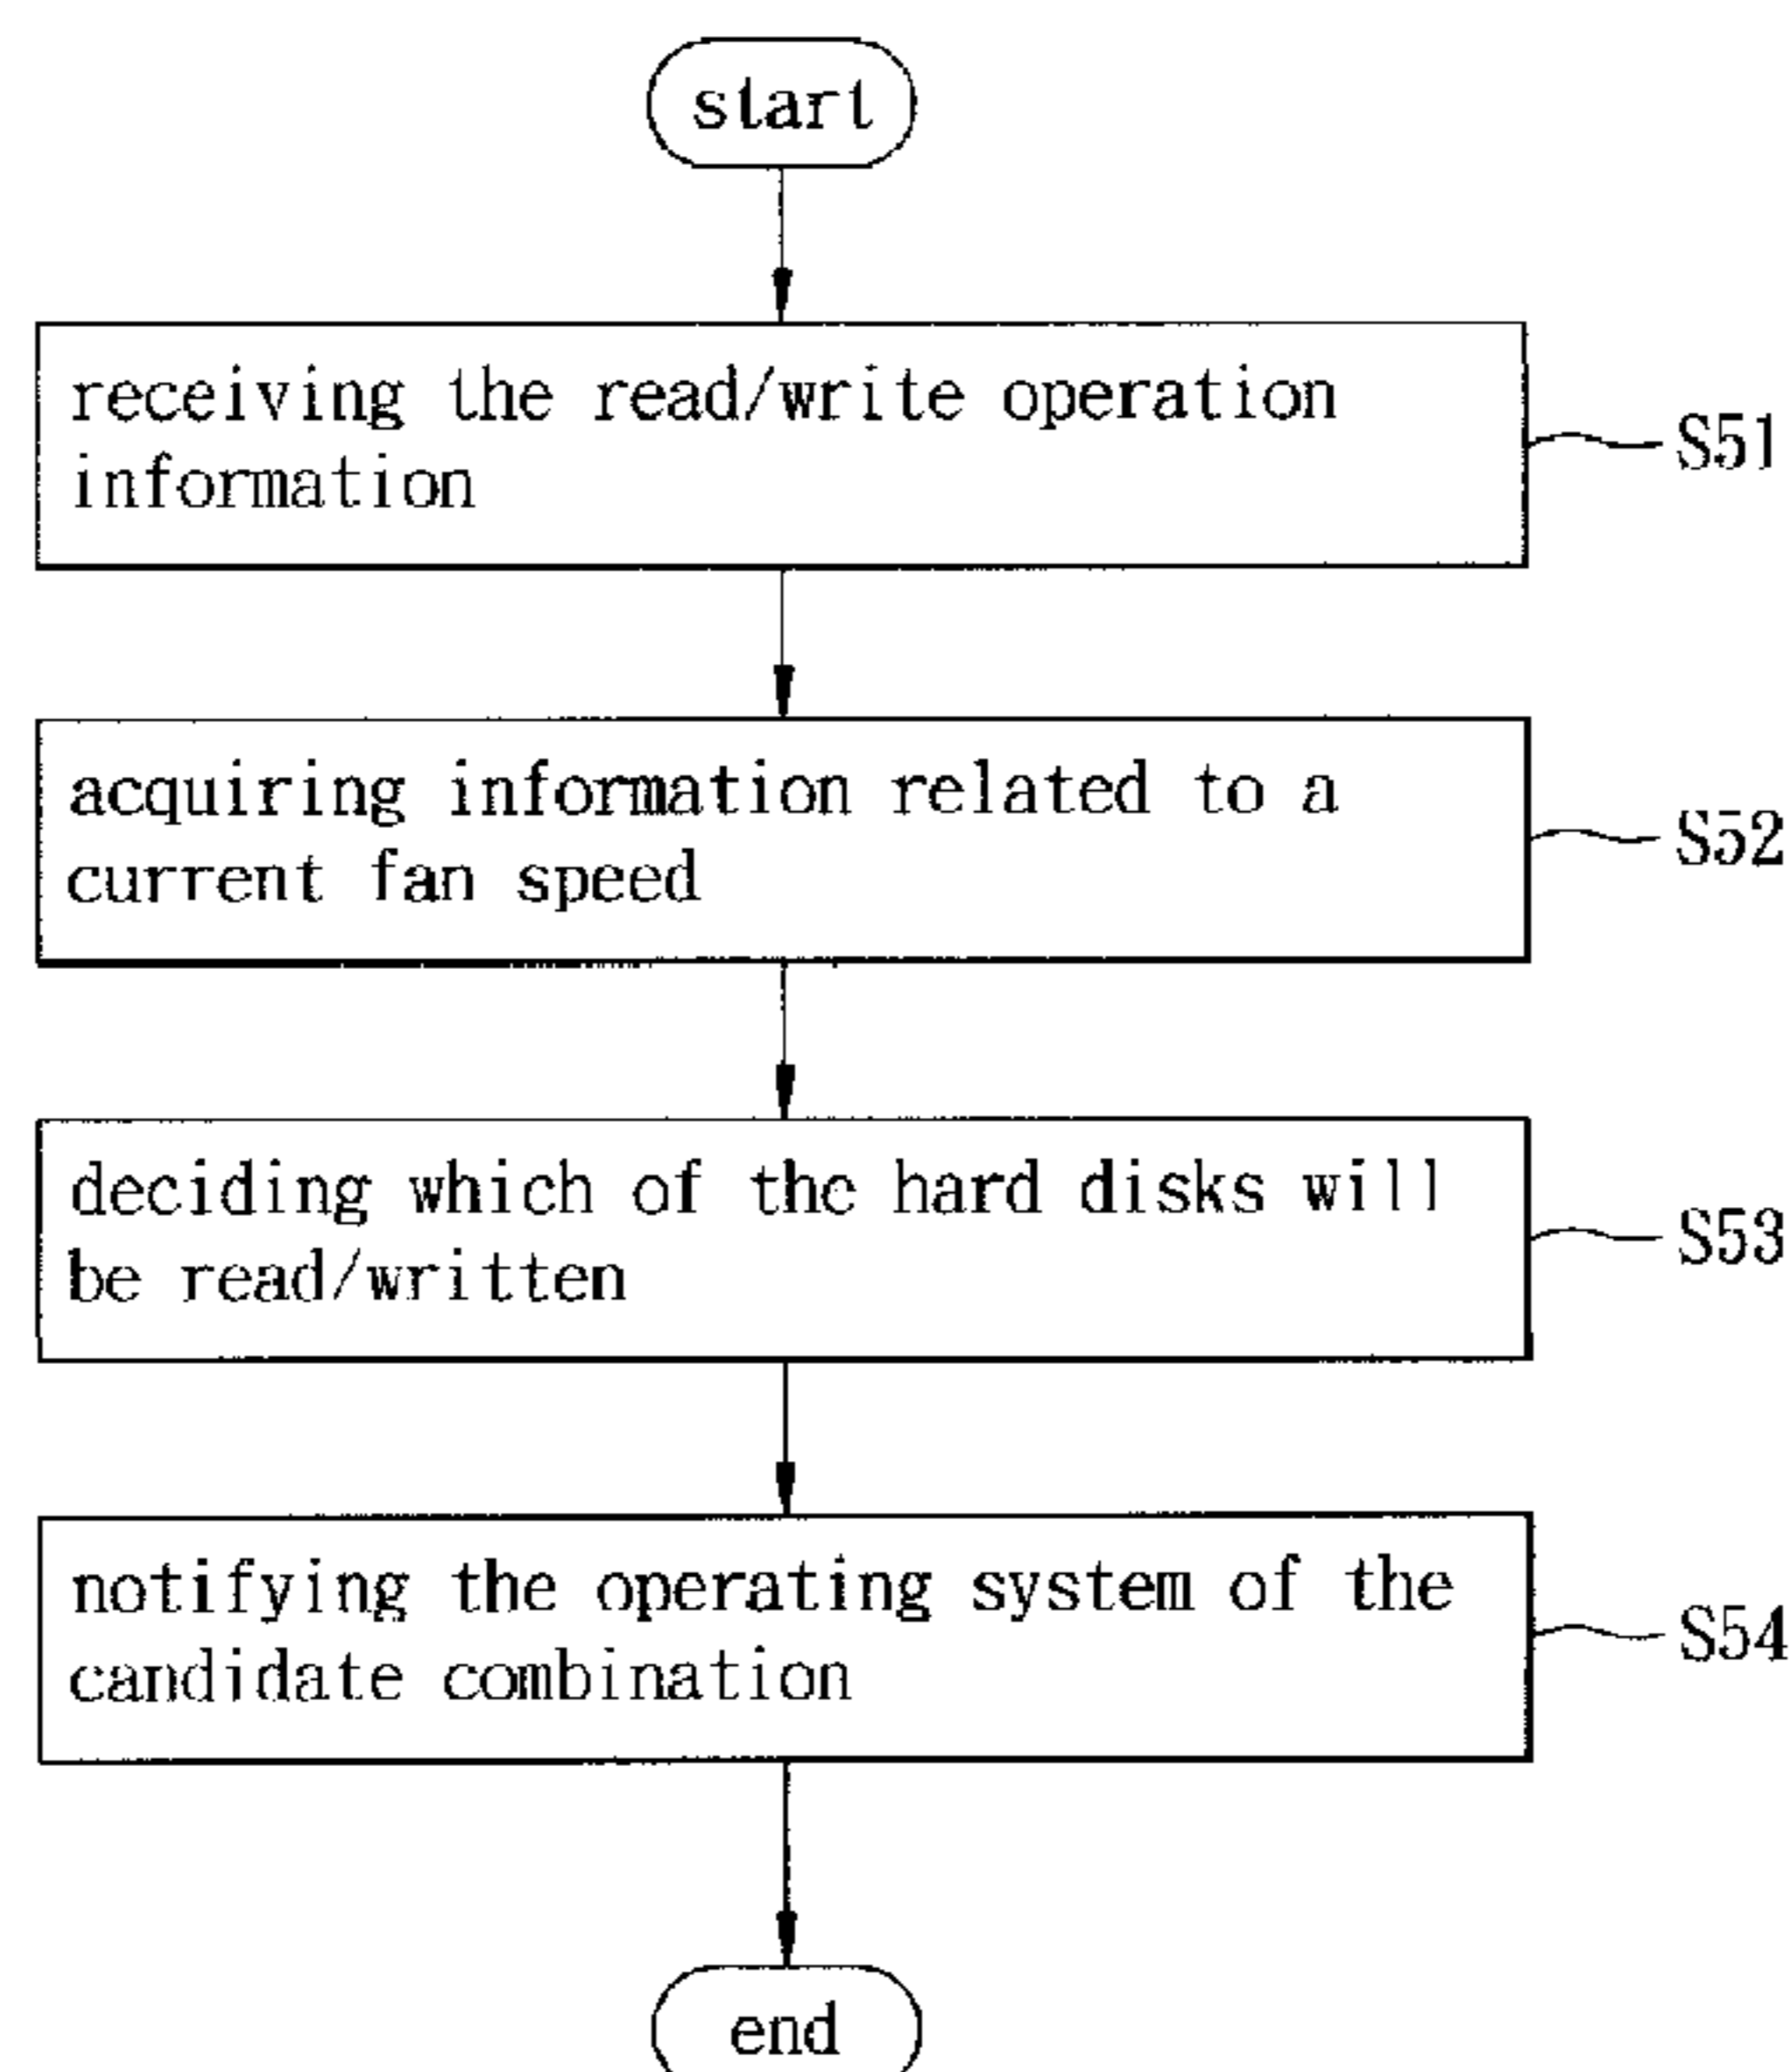 start
receiving the read/write operation
information
S51
acquiring information related to a
current fan speed
S52
deciding which of the hard disks will
be read/written
S53
notifying the operating system of the
candidate combination
S54
end